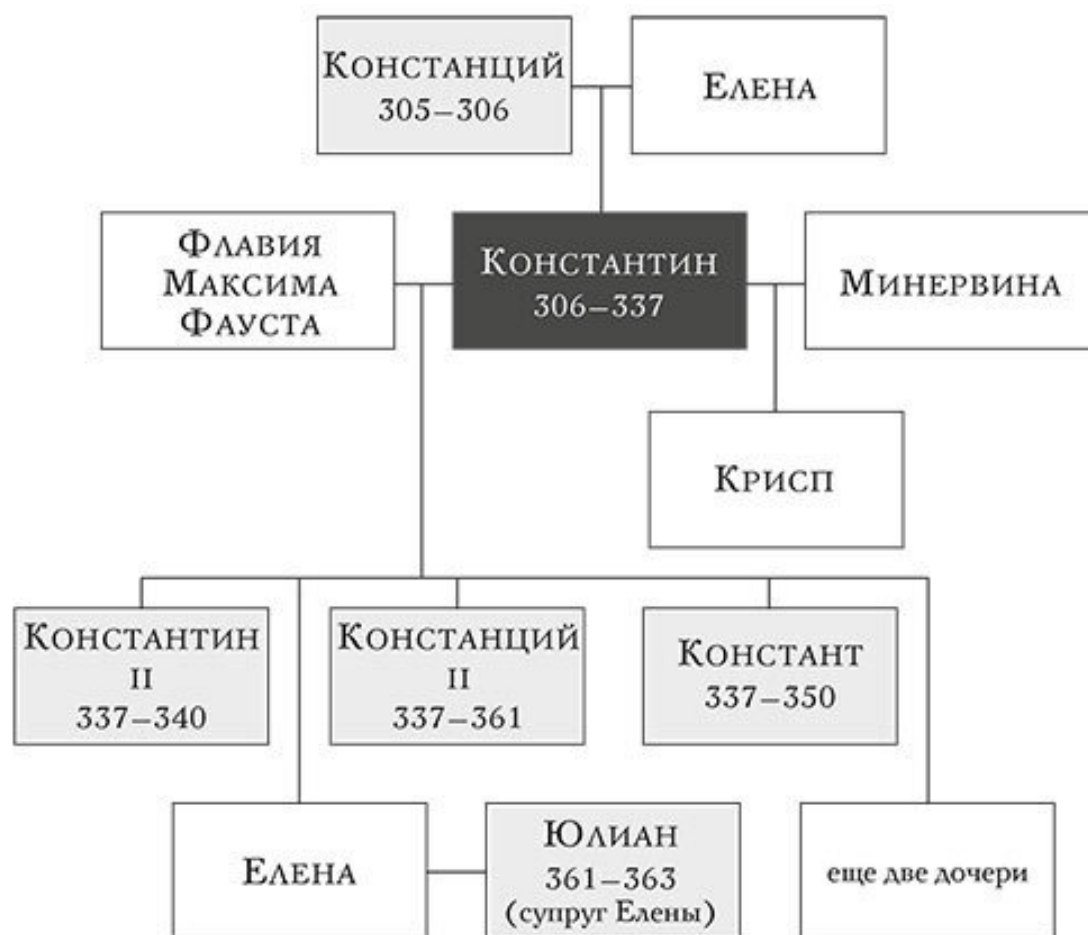 Констанций
305–306
Елена
Флавия
Максима
Фауста
Константин
306–337
Минервина
Крисп
Константин
II
337–340
Констанций
II
337–361
Констант
337–350
Елена
Юлиан
361–363
(супруг Елены)
еще две дочери